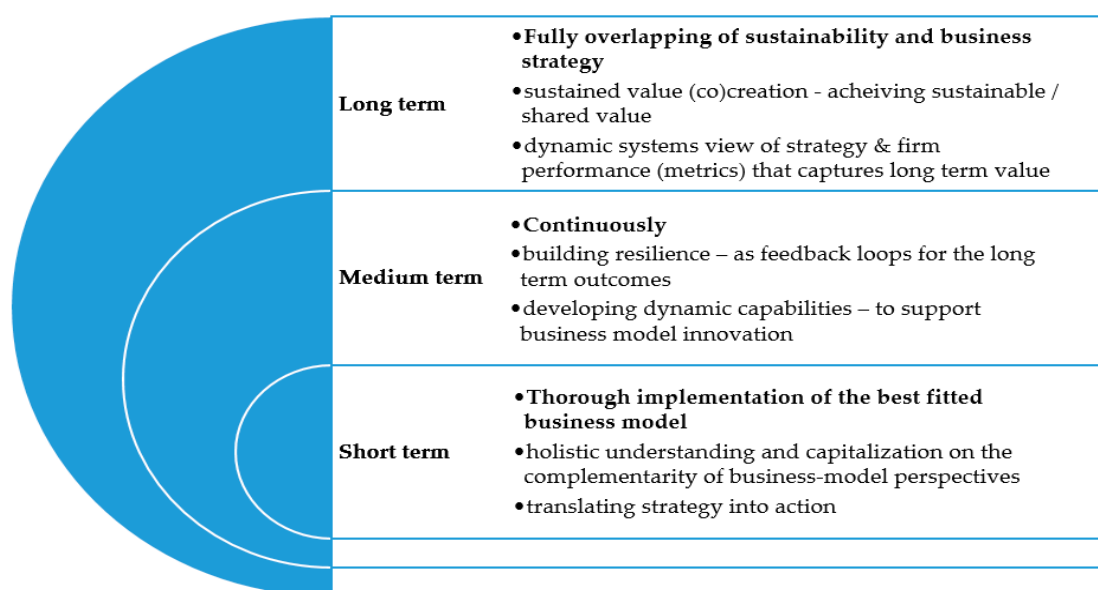 Long term
•Fully overlapping of sustainability and business
strategy
•sustained value (co)creation - acheiving sustainable /
shared value
•dynamic systems view of strategy & firm
performance (metrics) that captures long term value
Medium term
•Continuously
•building resilience – as feedback loops for the long
term outcomes
•developing dynamic capabilities – to support
business model innovation
Short term
•Thorough implementation of the best fitted
business model
•holistic understanding and capitalization on the
complementarity of business-model perspectives
•translating strategy into action